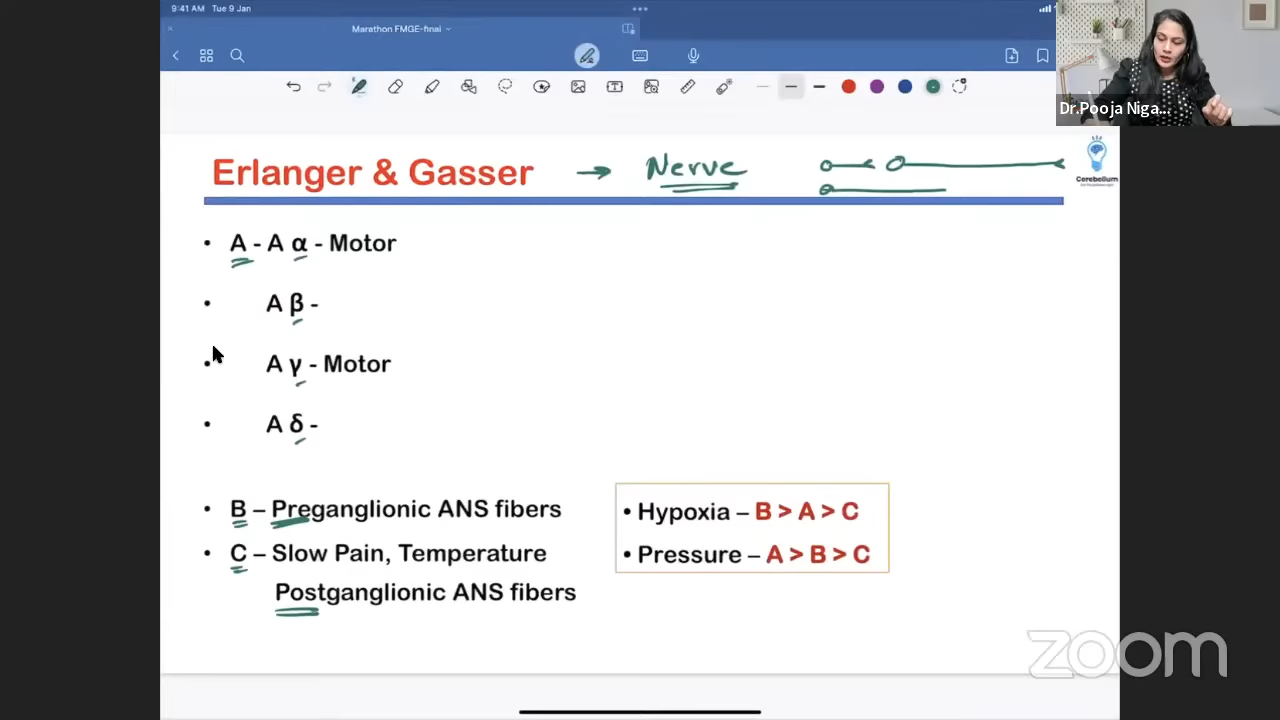 9:41 AM Tue 9 Jan
Marathon FMGE-final
Dr.Pooja Niga...
Erlanger & Gasser → Nerve
Cerebellum
• A - A α - Motor
• A β -
• A γ - Motor
• A δ -
• B – Preganglionic ANS fibers
• C – Slow Pain, Temperature
Postganglionic ANS fibers
• Hypoxia – B > A > C
• Pressure – A > B > C
zoom